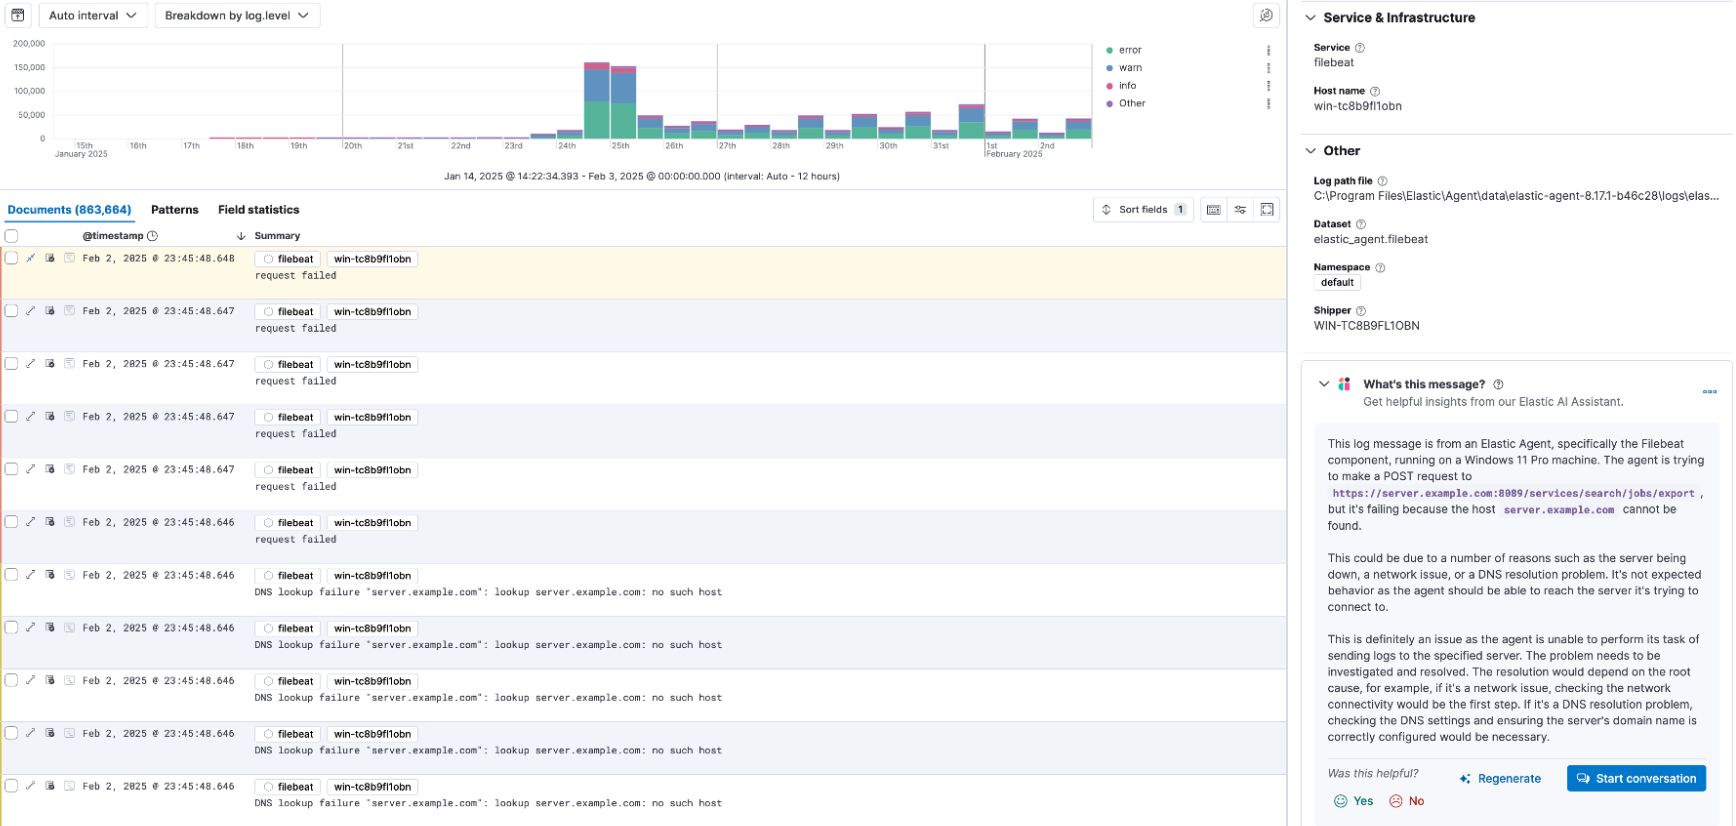 Auto interval
Breakdown by log.level
200,000
150,000
100,000
50,000
0
15th
January 2025
16th
17th
18th
19th
20th
21st
22nd
23rd
24th
25th
26th
27th
28th
29th
30th
31st
1st
February 2025
2nd
error
warn
info
Other
Jan 14, 2025 @ 14:22:34.393 - Feb 3, 2025 @ 00:00:00.000 (interval: Auto - 12 hours)
Documents (863,664)
Patterns
Field statistics
Sort fields 1
@timestamp
Summary
Feb 2, 2025 @ 23:45:48.648 filebeat win-tc8b9fl1obn
request failed
Feb 2, 2025 @ 23:45:48.647 filebeat win-tc8b9fl1obn
request failed
Feb 2, 2025 @ 23:45:48.647 filebeat win-tc8b9fl1obn
request failed
Feb 2, 2025 @ 23:45:48.647 filebeat win-tc8b9fl1obn
request failed
Feb 2, 2025 @ 23:45:48.647 filebeat win-tc8b9fl1obn
request failed
Feb 2, 2025 @ 23:45:48.646 filebeat win-tc8b9fl1obn
request failed
Feb 2, 2025 @ 23:45:48.646 filebeat win-tc8b9fl1obn
DNS lookup failure "server.example.com": lookup server.example.com: no such host
Feb 2, 2025 @ 23:45:48.646 filebeat win-tc8b9fl1obn
DNS lookup failure "server.example.com": lookup server.example.com: no such host
Feb 2, 2025 @ 23:45:48.646 filebeat win-tc8b9fl1obn
DNS lookup failure "server.example.com": lookup server.example.com: no such host
Feb 2, 2025 @ 23:45:48.646 filebeat win-tc8b9fl1obn
DNS lookup failure "server.example.com": lookup server.example.com: no such host
Feb 2, 2025 @ 23:45:48.646 filebeat win-tc8b9fl1obn
DNS lookup failure "server.example.com": lookup server.example.com: no such host
Service & Infrastructure
Service
filebeat
Host name
win-tc8b9fl1obn
Other
Log path file
C:\Program Files\Elastic\Agent\data\elastic-agent-8.17.1-b46c28\logs\elas...
Dataset
elastic_agent.filebeat
Namespace
default
Shipper
WIN-TC8B9FL1OBN
What's this message?
Get helpful insights from our Elastic AI Assistant.
This log message is from an Elastic Agent, specifically the Filebeat
component, running on a Windows 11 Pro machine. The agent is trying
to make a POST request to
https://server.example.com:8089/services/search/jobs/export ,
but it's failing because the host server.example.com cannot be
found.
This could be due to a number of reasons such as the server being
down, a network issue, or a DNS resolution problem. It's not expected
behavior as the agent should be able to reach the server it's trying to
connect to.
This is definitely an issue as the agent is unable to perform its task of
sending logs to the specified server. The problem needs to be
investigated and resolved. The resolution would depend on the root
cause, for example, if it's a network issue, checking the network
connectivity would be the first step. If it's a DNS resolution problem,
checking the DNS settings and ensuring the server's domain name is
correctly configured would be necessary.
Was this helpful?
Yes
No
Regenerate
Start conversation